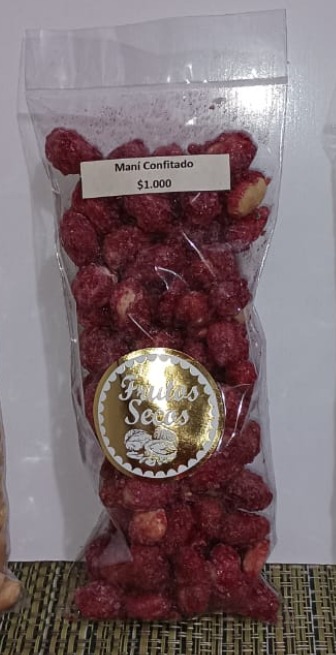 Maní Confitado
$1.000
Frutos
Secos